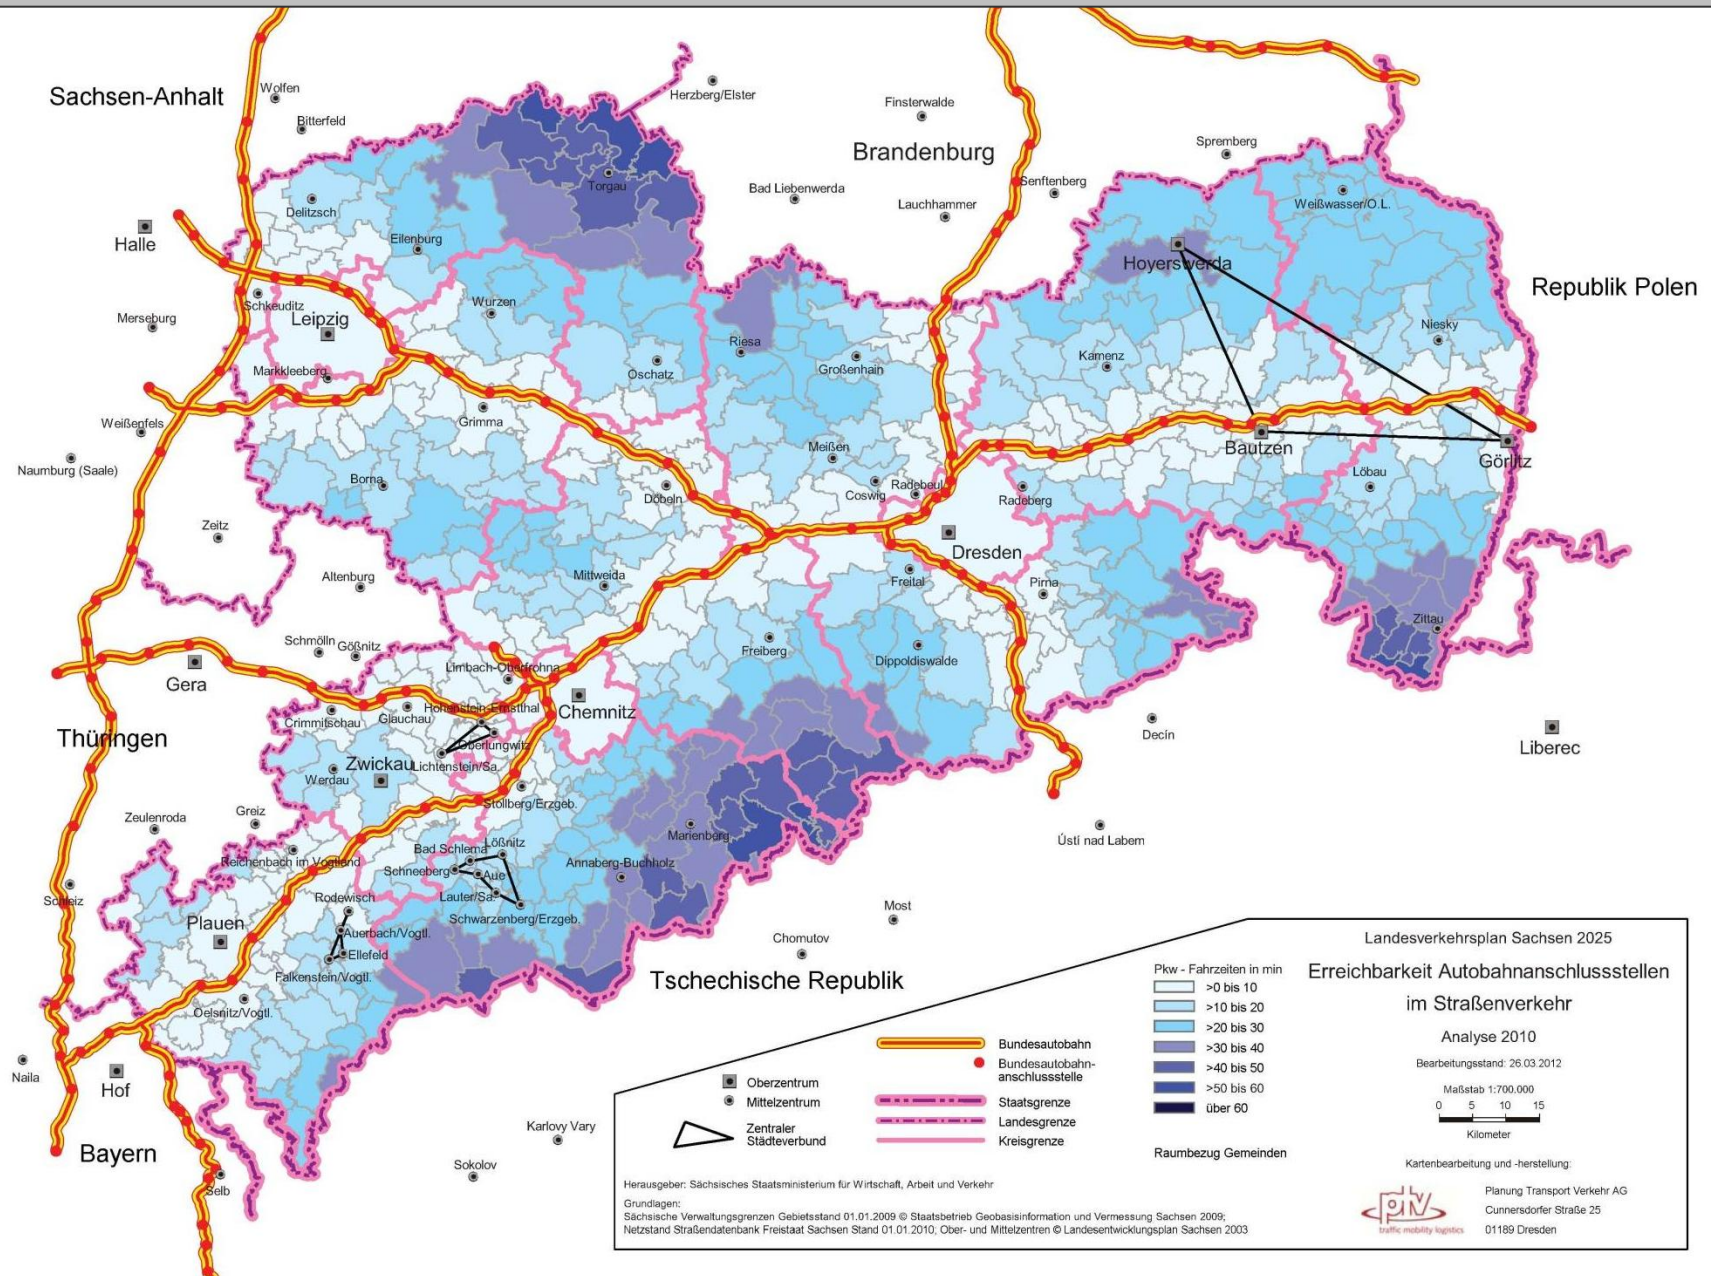 Sachsen-Anhalt
Wolfen
Bitterfeld
Herzberg/Elster
Finsterwalde
Brandenburg
Spremberg
Torgau
Bad Liebenwerda
Lauchhammer
Senftenberg
Weißwasser/O.L.
Delitzsch
Halle
Eilenburg
Hoyerswerda
Republik Polen
Schkeuditz
Merseburg
Leipzig
Wurzen
Riesa
Großenhain
Kamenz
Niesky
Markkleeberg
Oschatz
Weißenfels
Grimma
Naumburg (Saale)
Borna
Meißen
Bautzen
Görlitz
Löbau
Döbeln
Coswig
Radebeul
Radeberg
Zeitz
Dresden
Altenburg
Mittweida
Freital
Pirna
Zittau
Schmölln
Gößnitz
Freiberg
Dippoldiswalde
Limbach-Oberfrohna
Gera
Hohenstein-Ernstthal
Chemnitz
Crimmitschau
Glauchau
Thüringen
Oberlungwitz
Decín
Liberec
Zwickau
Lichtenstein/Sa.
Werdau
Stollberg/Erzgeb.
Zeulenroda
Greiz
Marienberg
Ústí nad Labem
Reichenbach im Vogtland
Bad Schlema
Lößnitz
Schneeberg
Aue
Annaberg-Buchholz
Schleiz
Rodewisch
Lauter/Sa.
Schwarzenberg/Erzgeb.
Most
Plauen
Auerbach/Vogtl.
Ellefeld
Chomutov
Falkenstein/Vogtl.
Tschechische Republik
Oelsnitz/Vogtl.
Naila
Hof
Karlovy Vary
Bayern
Sokolov
Selb
Landesverkehrsplan Sachsen 2025
Erreichbarkeit Autobahnanschlussstellen
im Straßenverkehr
Analyse 2010
Bearbeitungsstand: 26.03.2012
Maßstab 1:700.000
0 5 10 15
Kilometer
Pkw - Fahrzeiten in min
>0 bis 10
>10 bis 20
>20 bis 30
>30 bis 40
>40 bis 50
>50 bis 60
über 60
Raumbezug Gemeinden
Bundesautobahn
Bundesautobahn-
anschlussstelle
Staatsgrenze
Landesgrenze
Kreisgrenze
Oberzentrum
Mittelzentrum
Zentraler
Städteverbund
Herausgeber: Sächsisches Staatsministerium für Wirtschaft, Arbeit und Verkehr
Grundlagen:
Sächsische Verwaltungsgrenzen Gebietsstand 01.01.2009 © Staatsbetrieb Geobasisinformation und Vermessung Sachsen 2009;
Netzstand Straßendatenbank Freistaat Sachsen Stand 01.01.2010; Ober- und Mittelzentren © Landesentwicklungsplan Sachsen 2003
Kartenbearbeitung und -herstellung:
ptv
traffic mobility logistics
Planung Transport Verkehr AG
Cunnersdorfer Straße 25
01189 Dresden